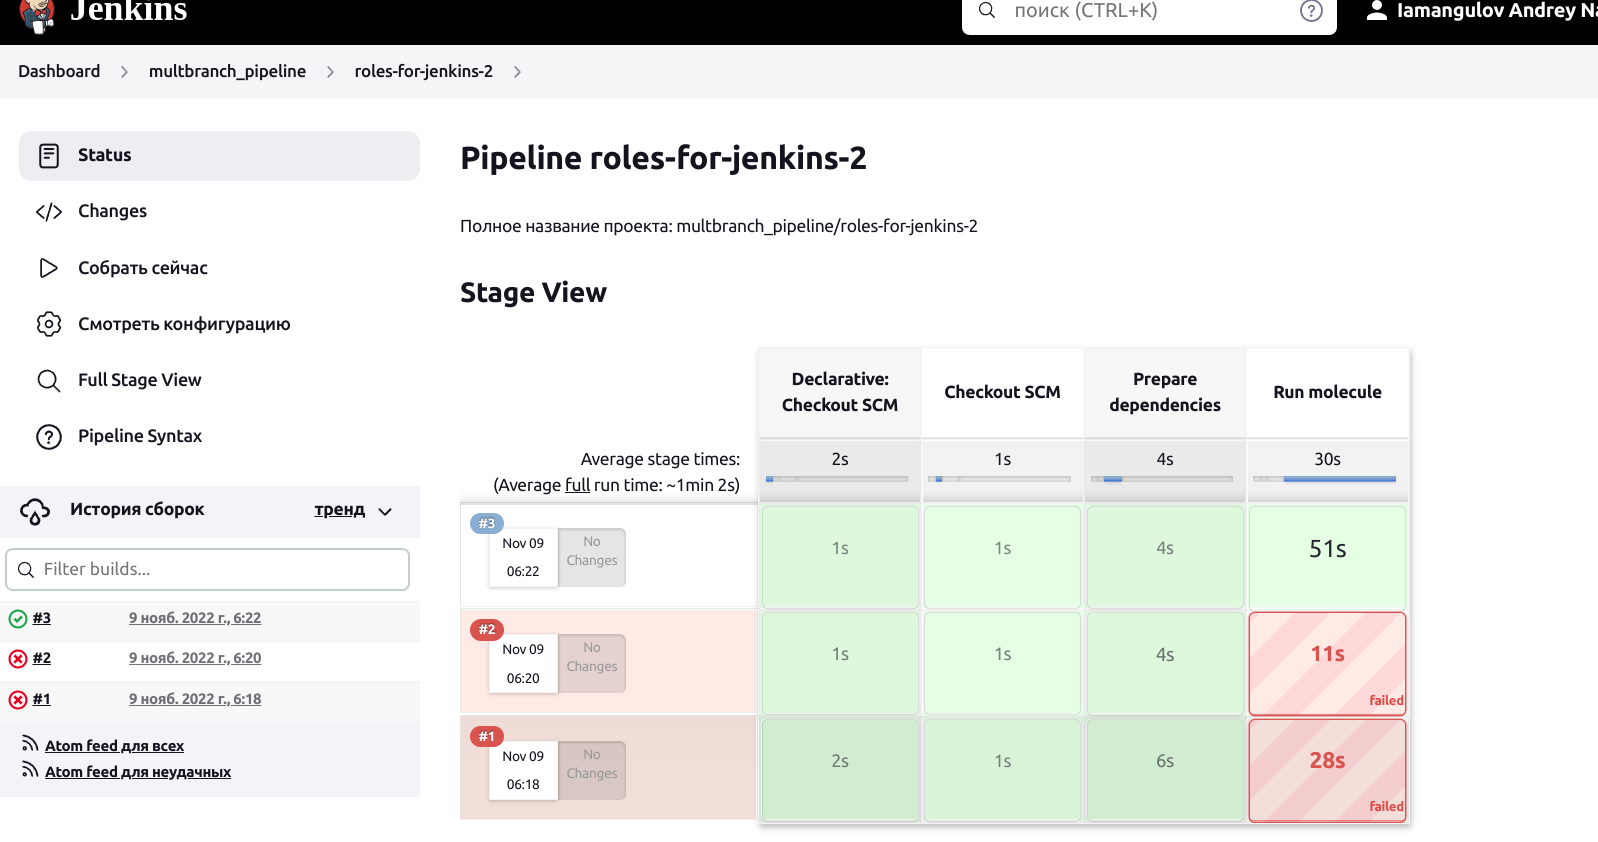 Jenkins
поиск (CTRL+K)
Iamangulov Andrey
Dashboard
multbranch_pipeline
roles-for-jenkins-2
Status
Changes
Собрать сейчас
Смотреть конфигурацию
Full Stage View
Pipeline Syntax
История сборок
тренд
Filter builds...
#3
9 нояб. 2022 г., 6:22
#2
9 нояб. 2022 г., 6:20
#1
9 нояб. 2022 г., 6:18
Atom feed для всех
Atom feed для неудачных
Pipeline roles-for-jenkins-2
Полное название проекта: multbranch_pipeline/roles-for-jenkins-2
Stage View
Declarative:
Checkout SCM
Checkout SCM
Prepare
dependencies
Run molecule
Average stage times:
(Average full run time: ~1min 2s)
2s
1s
4s
30s
#3
Nov 09
06:22
No
Changes
1s
1s
4s
51s
#2
Nov 09
06:20
No
Changes
1s
1s
4s
11s
failed
#1
Nov 09
06:18
No
Changes
2s
1s
6s
28s
failed